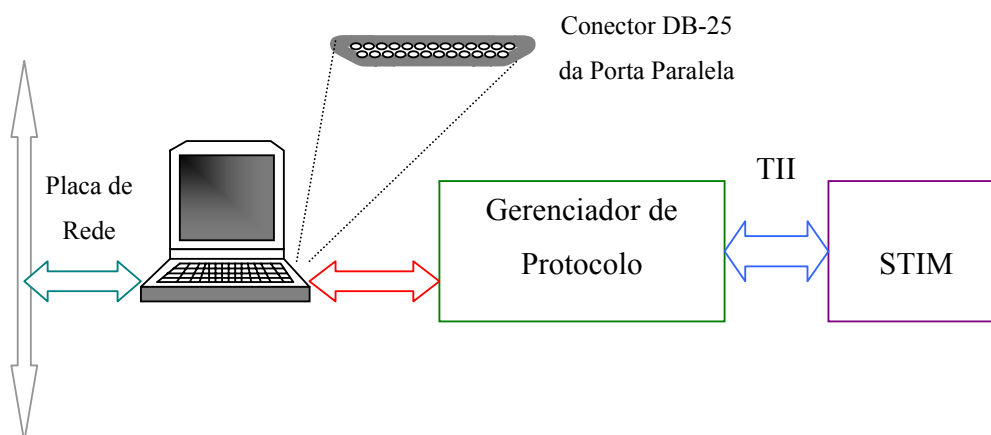 Conector DB-25
da Porta Paralela
Placa de
Rede
Gerenciador de
Protocolo
TII
STIM